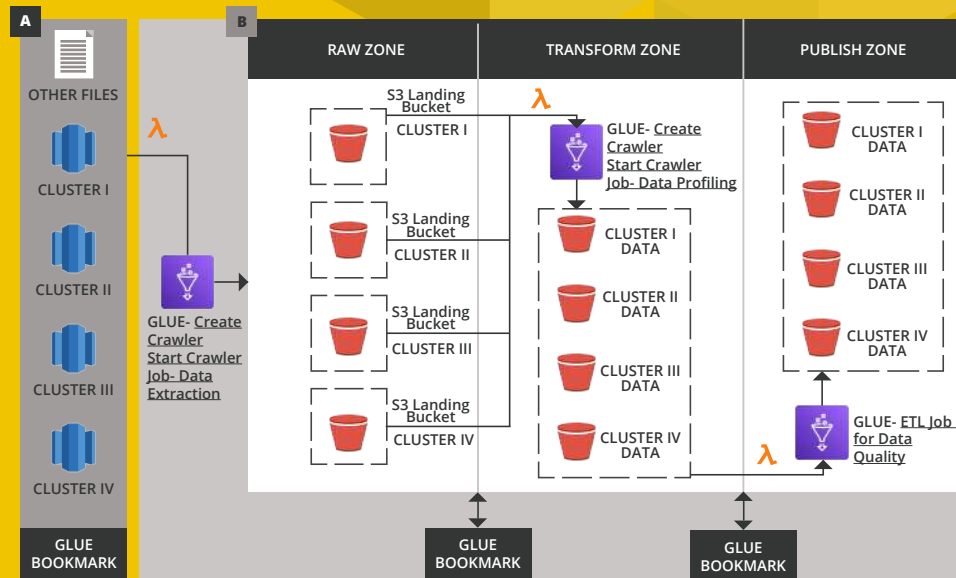 A
OTHER FILES
CLUSTER I
CLUSTER II
CLUSTER III
CLUSTER IV
GLUE
BOOKMARK
λ
GLUE- Create
Crawler
Start Crawler
Job- Data
Extraction
B
RAW ZONE
TRANSFORM ZONE
PUBLISH ZONE
S3 Landing
Bucket
CLUSTER I
S3 Landing
Bucket
CLUSTER II
S3 Landing
Bucket
CLUSTER III
S3 Landing
Bucket
CLUSTER IV
λ
GLUE- Create
Crawler
Start Crawler
Job- Data Profiling
CLUSTER I
DATA
CLUSTER II
DATA
CLUSTER III
DATA
CLUSTER IV
DATA
λ
CLUSTER I
DATA
CLUSTER II
DATA
CLUSTER III
DATA
CLUSTER IV
DATA
GLUE- ETL Job
for Data
Quality
GLUE
BOOKMARK
GLUE
BOOKMARK